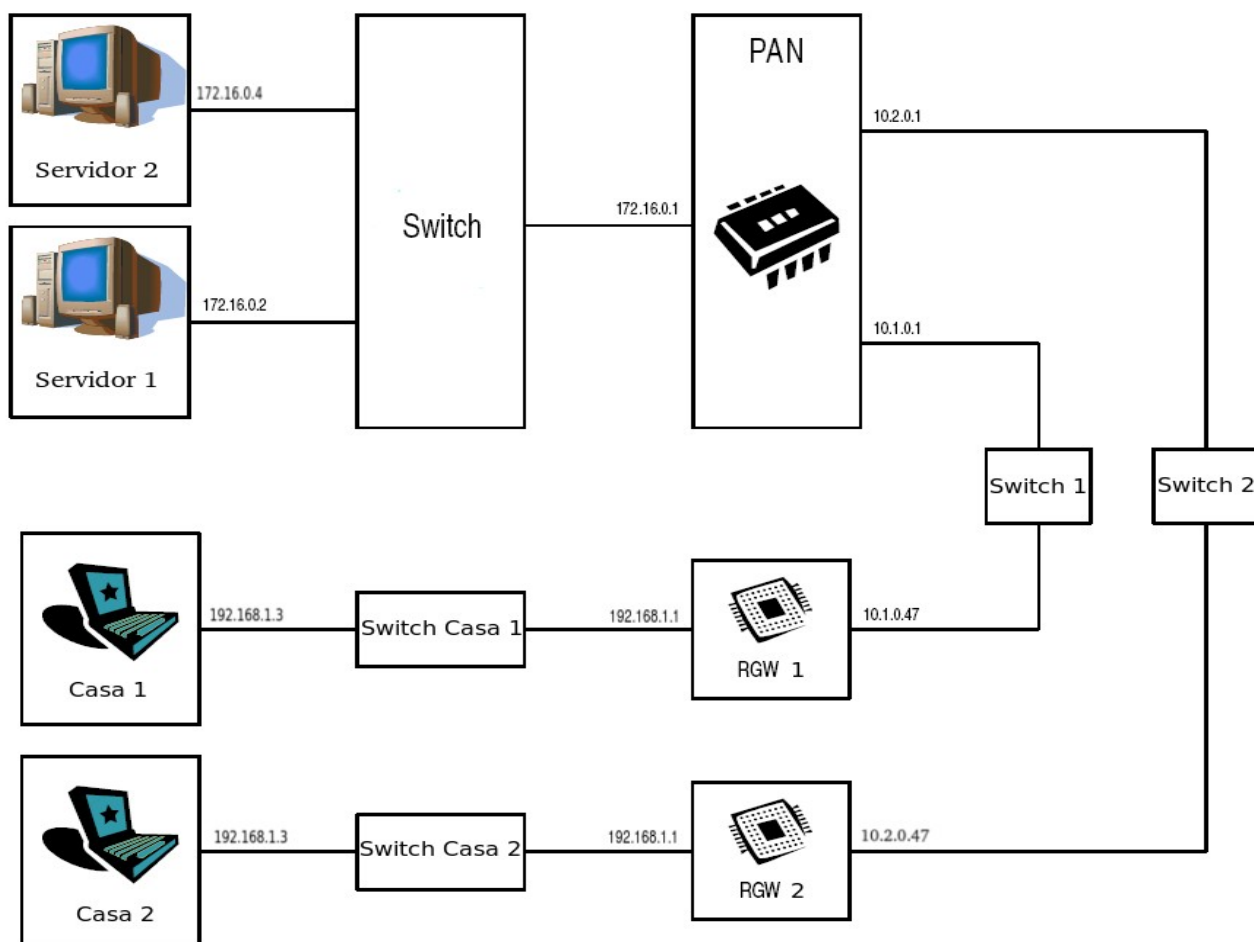 172.16.0.4
Servidor 2
Switch
PAN
10.2.0.1
172.16.0.1
172.16.0.2
Servidor 1
10.1.0.1
Switch 1
Switch 2
192.168.1.3
Casa 1
Switch Casa 1
192.168.1.1
RGW 1
10.1.0.47
192.168.1.3
Casa 2
Switch Casa 2
192.168.1.1
RGW 2
10.2.0.47